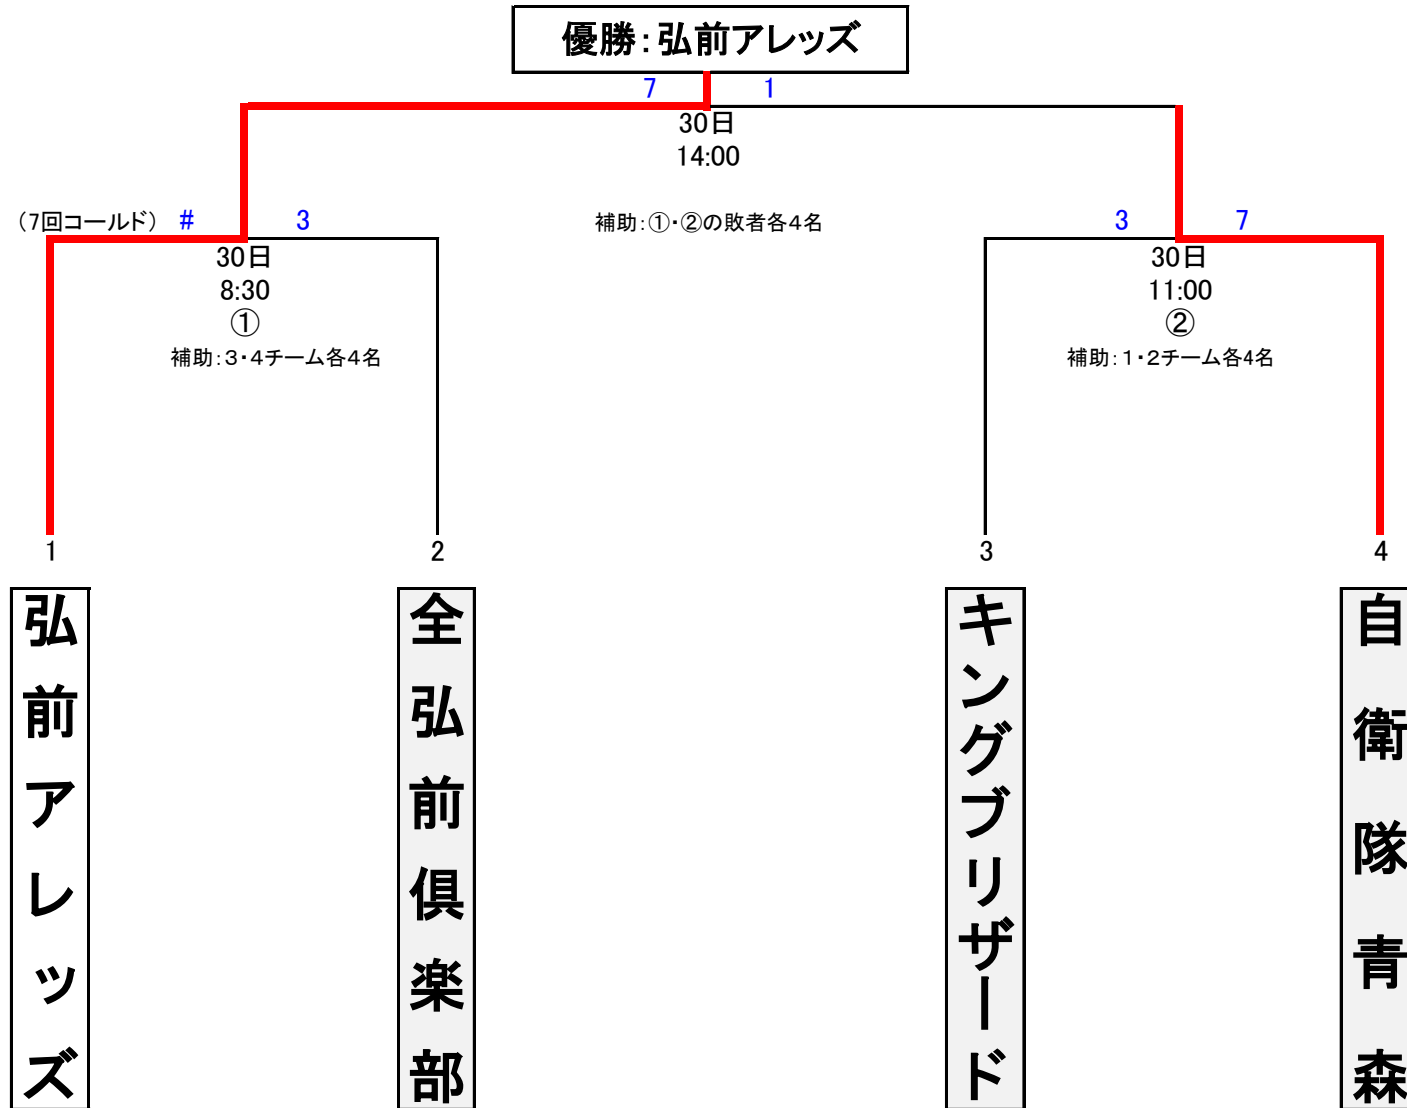 優勝：弘前アレッズ
7 1
30日
14:00
（7回コールド） # 3
補助：①・②の敗者各４名
3 7
30日
8:30
①
補助：３・４チーム各４名
30日
11:00
②
補助：１・２チーム各4名
1
2
3
4
弘前アレッズ
全弘前倶楽部
キングブリザード
自衛隊青森